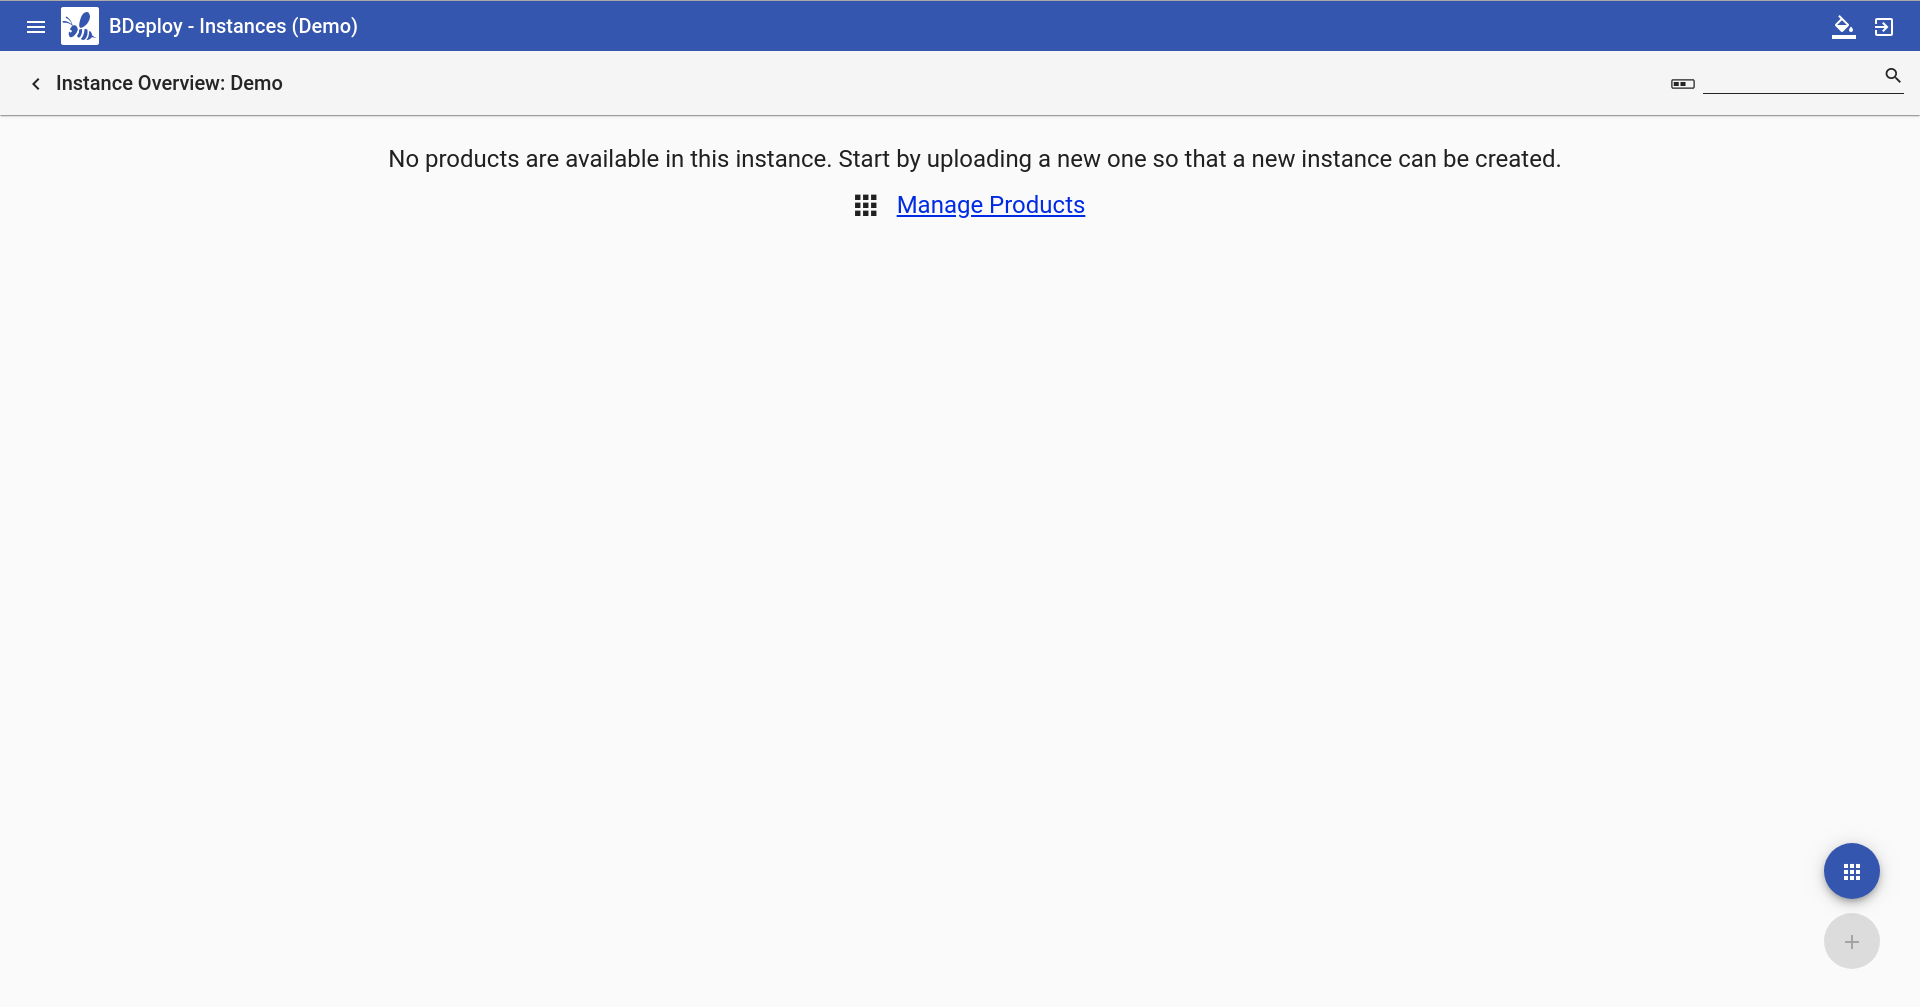 BDeploy - Instances (Demo)
Instance Overview: Demo
No products are available in this instance. Start by uploading a new one so that a new instance can be created.
Manage Products